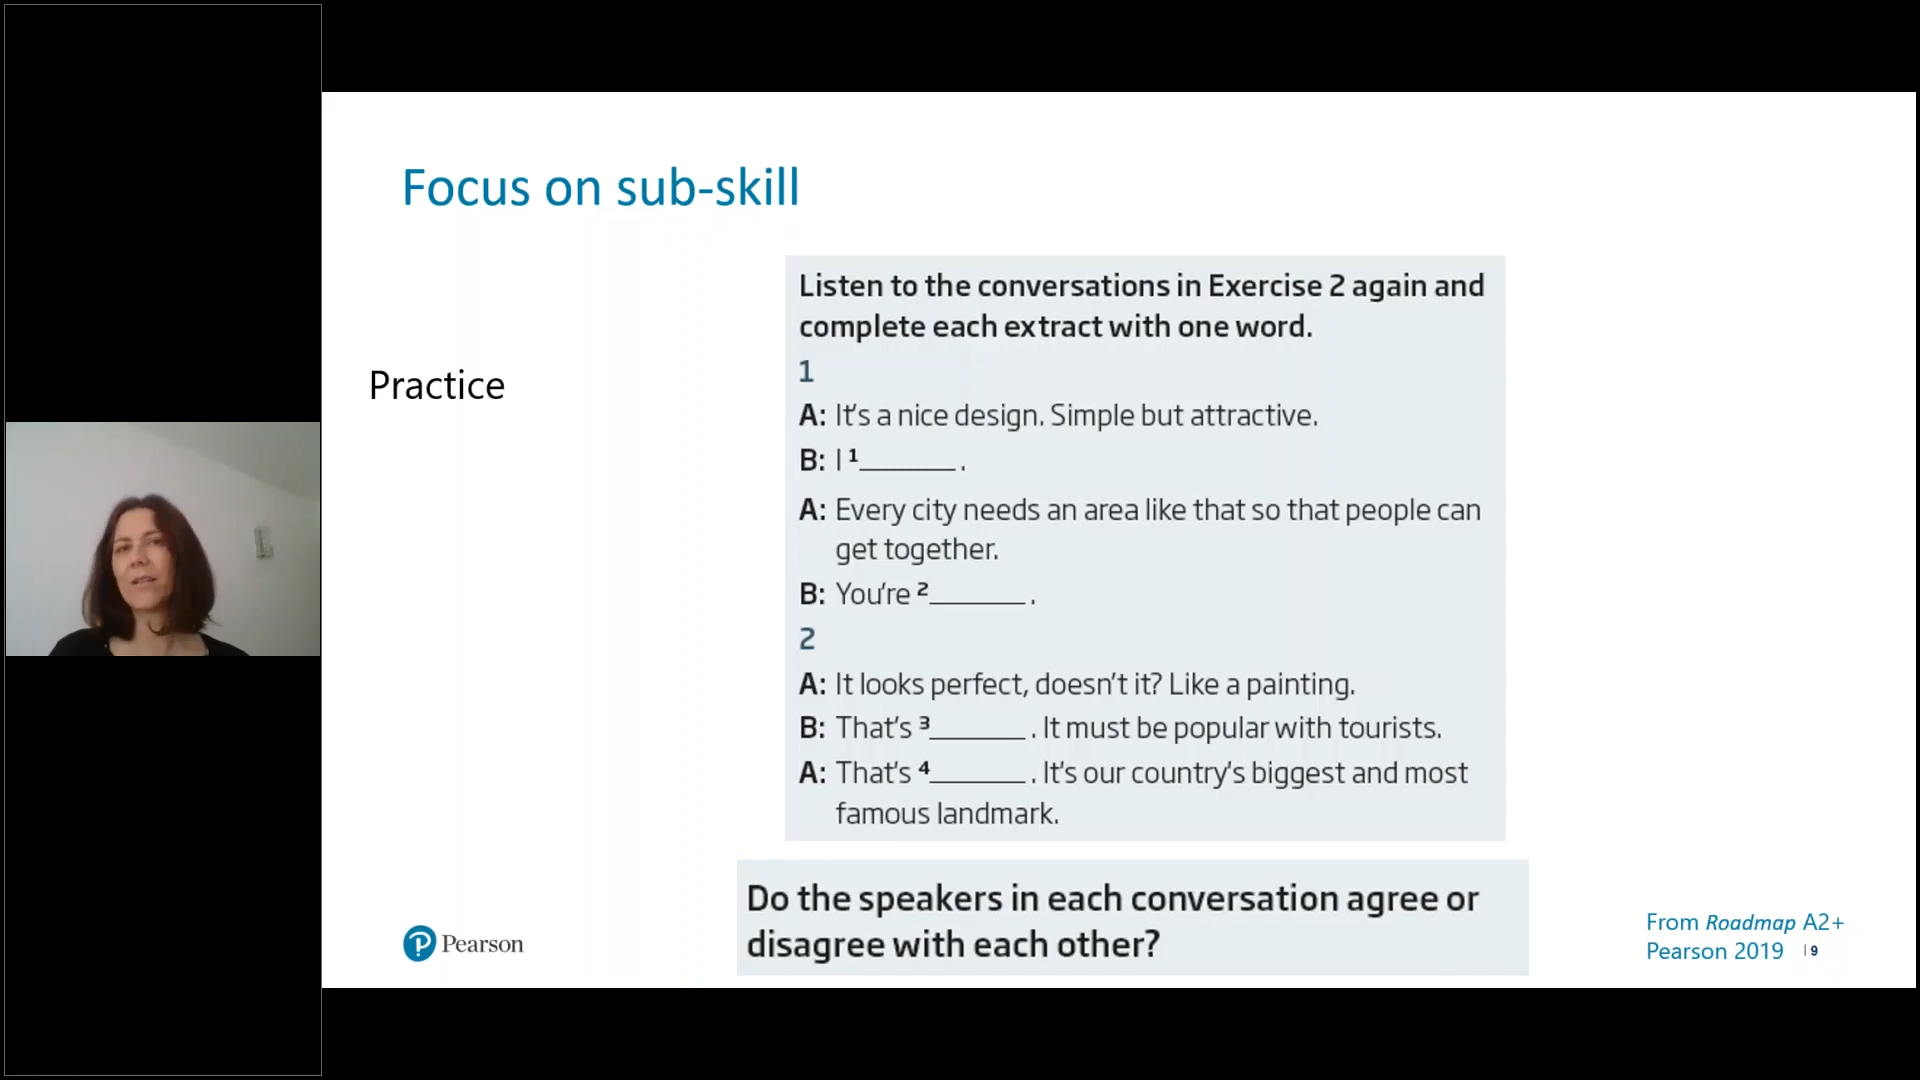 Focus on sub-skill
Practice
Listen to the conversations in Exercise 2 again and
complete each extract with one word.
1
A: It's a nice design. Simple but attractive.
B: I ¹_______ .
A: Every city needs an area like that so that people can
get together.
B: You're ²_______ .
2
A: It looks perfect, doesn't it? Like a painting.
B: That's ³_______ . It must be popular with tourists.
A: That's ⁴_______ . It's our country's biggest and most
famous landmark.
Do the speakers in each conversation agree or
disagree with each other?
Pearson
From Roadmap A2+
Pearson 2019 | 9